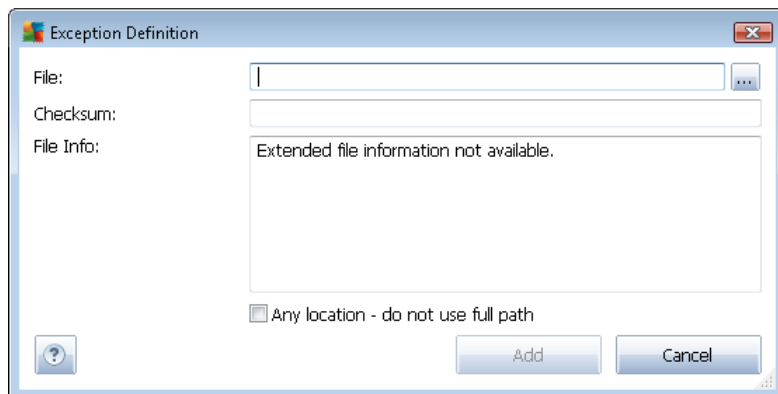 Exception Definition
File:
...
Checksum:
File Info:
Extended file information not available.
Any location - do not use full path
?
Add
Cancel